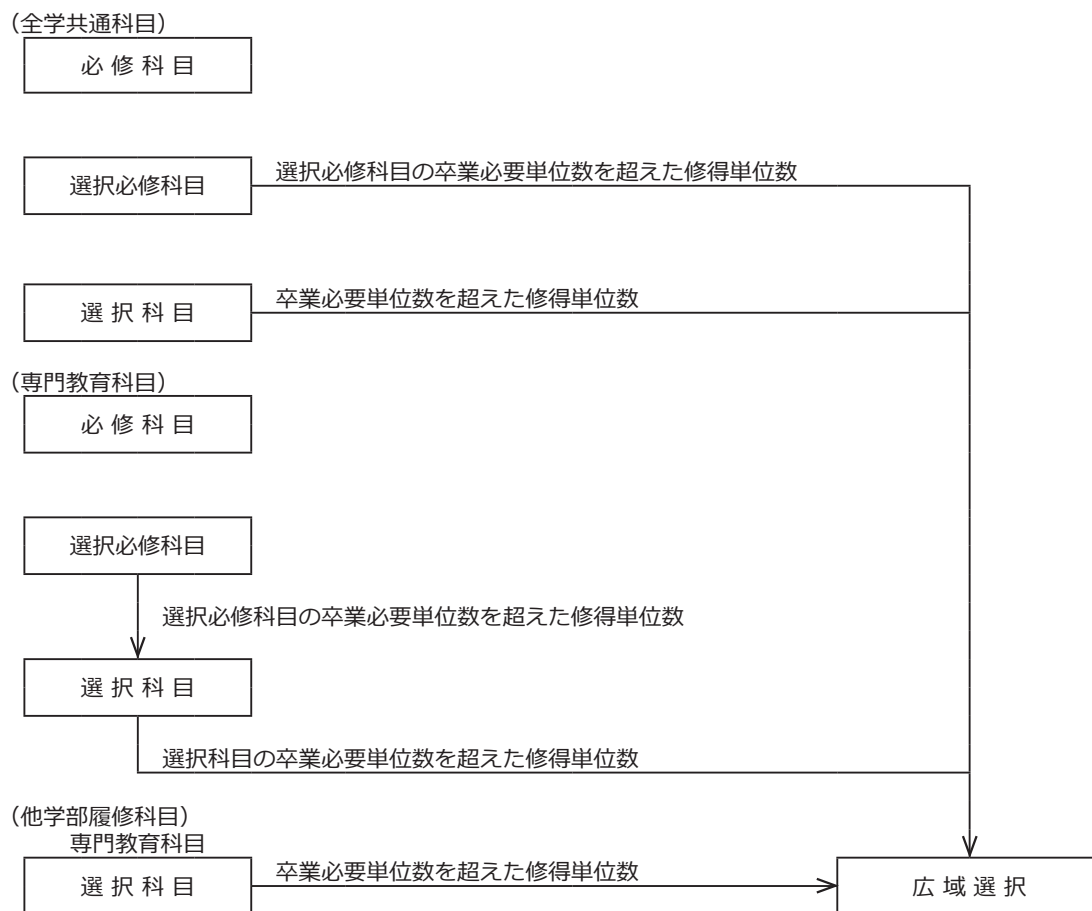 （全学共通科目）
必 修 科 目
選択必修科目
選択必修科目の卒業必要単位数を超えた修得単位数
選 択 科 目
卒業必要単位数を超えた修得単位数
（専門教育科目）
必 修 科 目
選択必修科目
選択必修科目の卒業必要単位数を超えた修得単位数
選 択 科 目
選択科目の卒業必要単位数を超えた修得単位数
（他学部履修科目）
専門教育科目
選 択 科 目
卒業必要単位数を超えた修得単位数
広 域 選 択